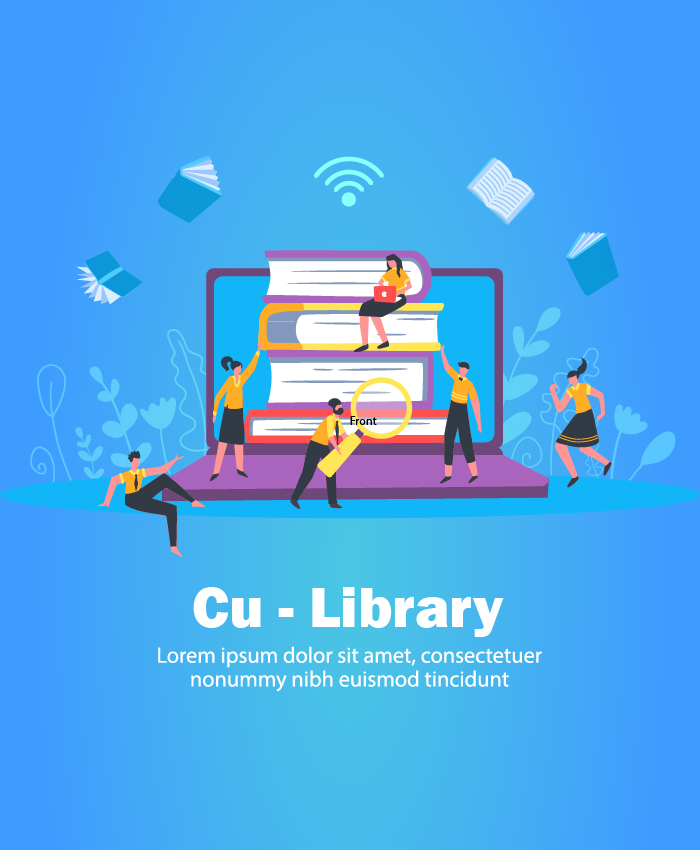 Front
Cu - Library
Lorem ipsum dolor sit amet, consectetuer
nonummy nibh euismod tincidunt